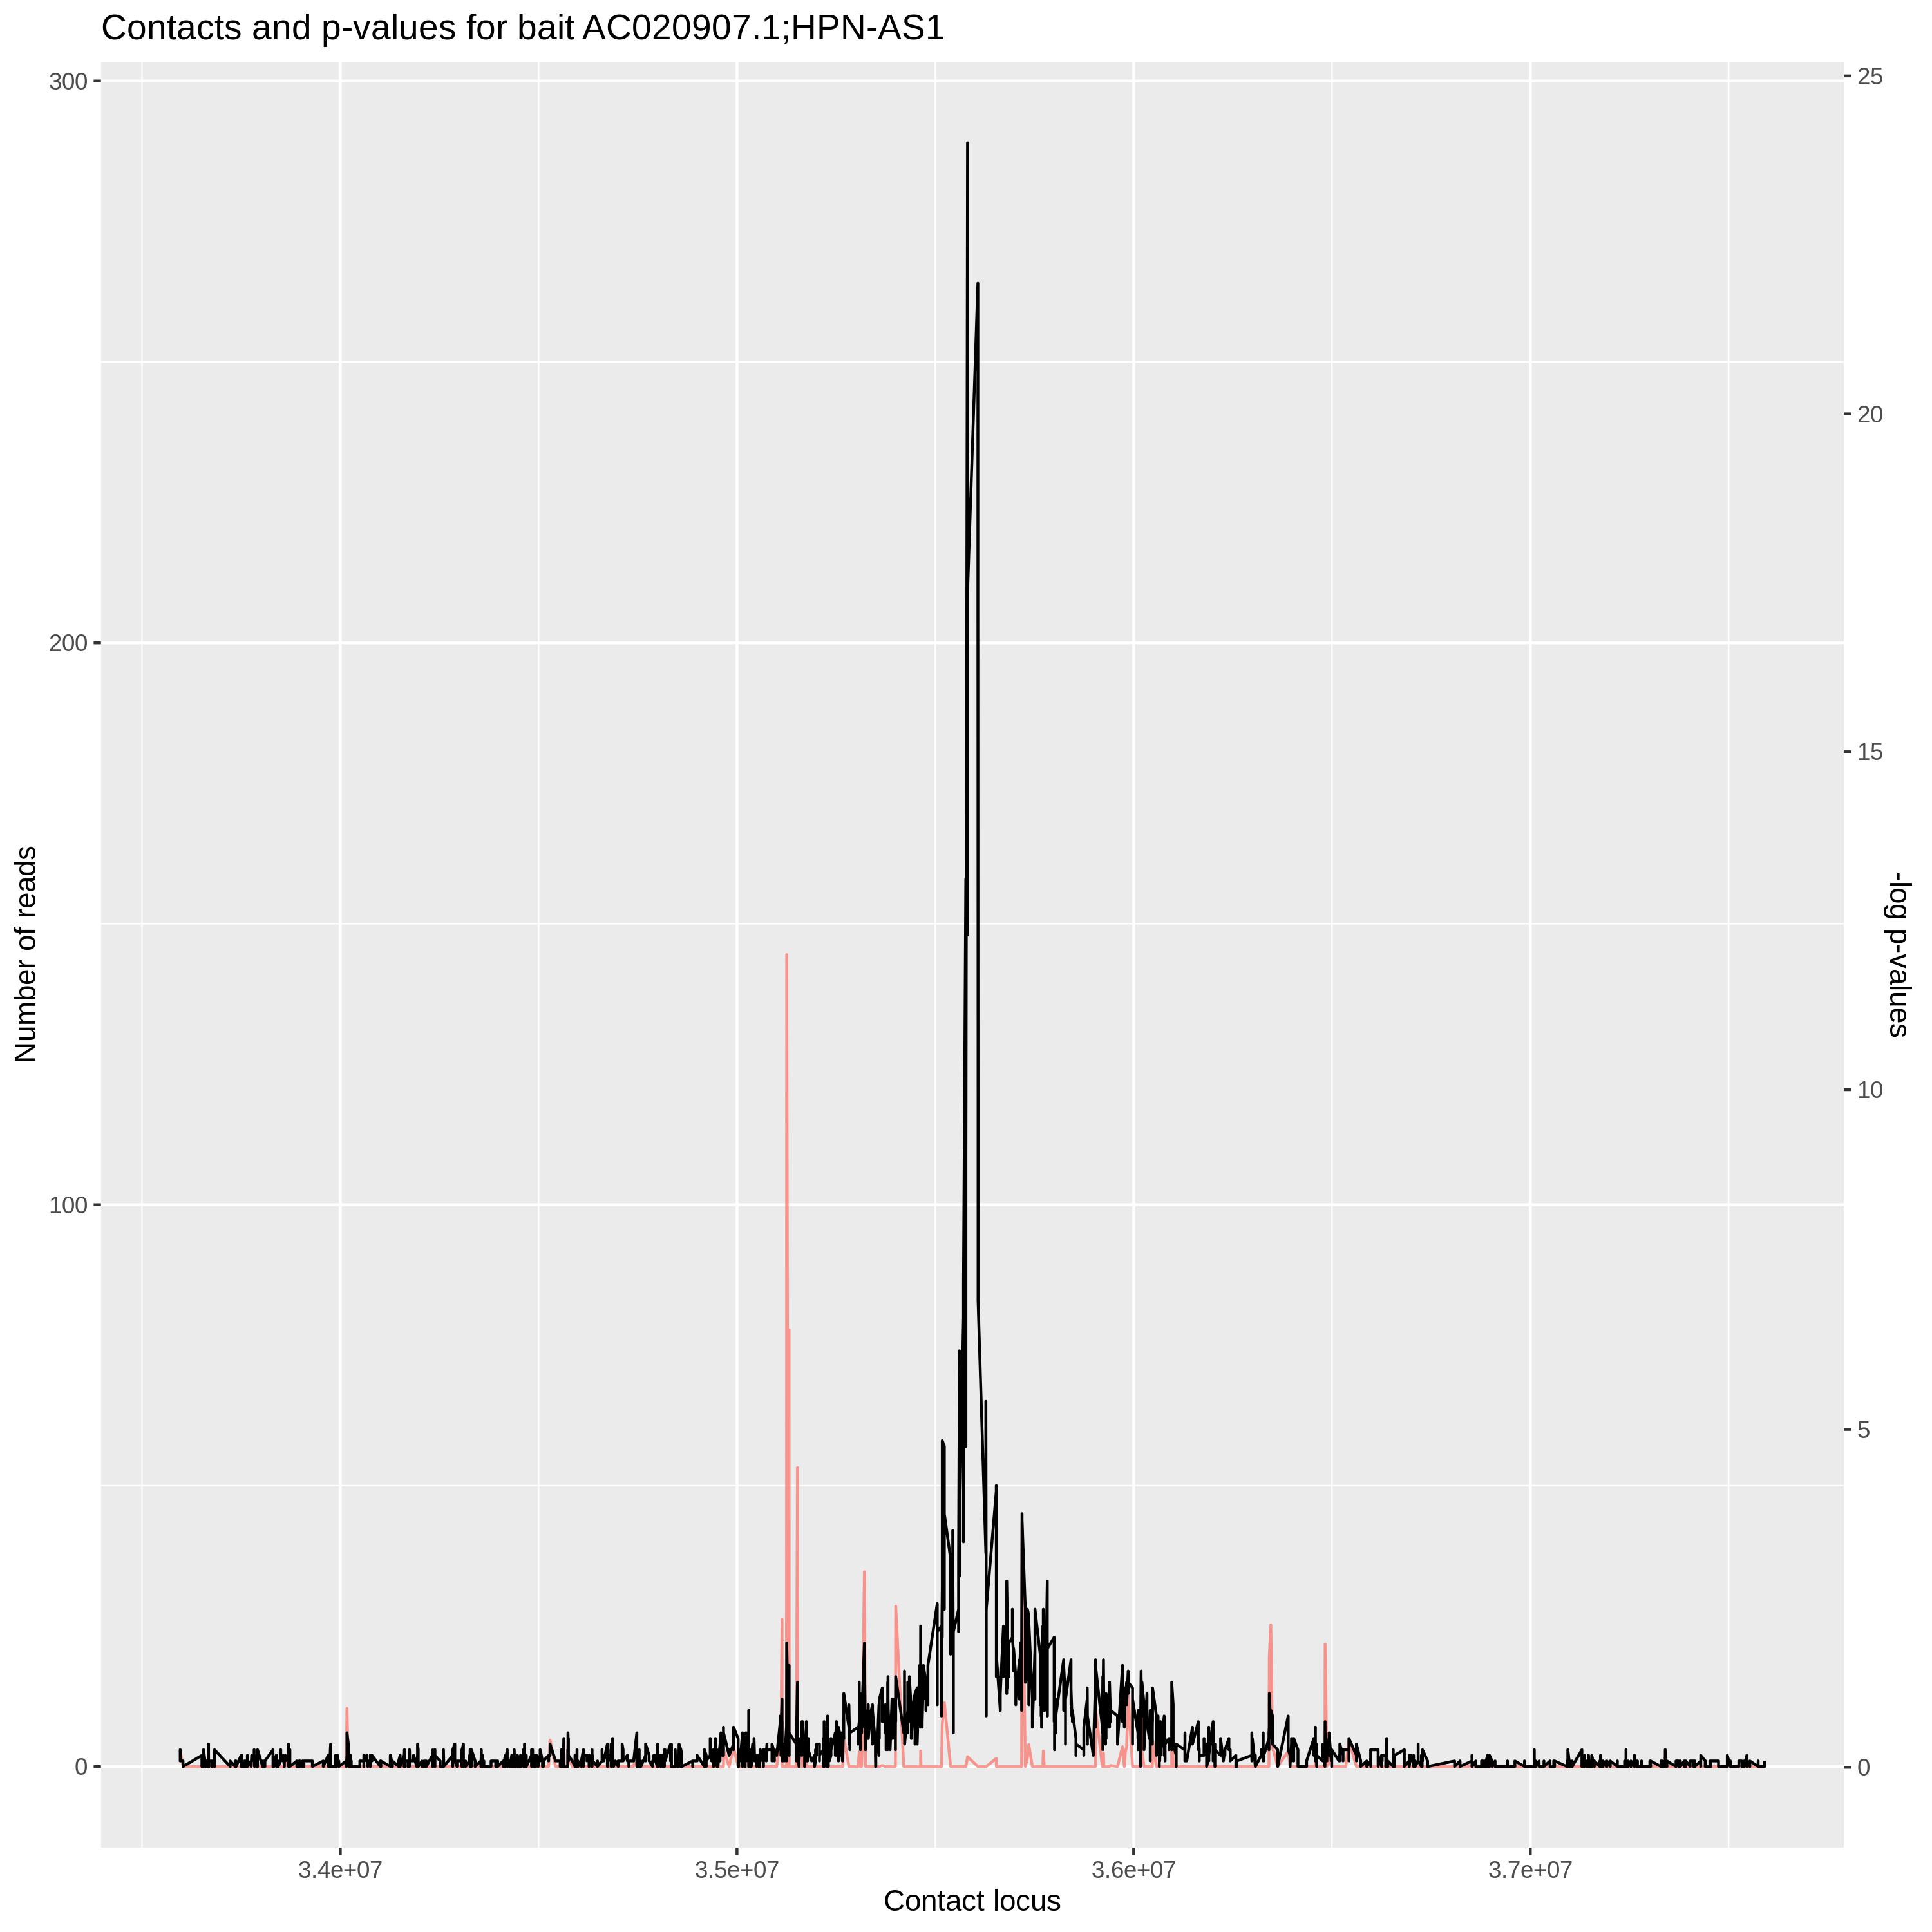 Contacts and p-values for bait AC020907.1;HPN-AS1
300
200
100
0
25
20
15
10
5
0
Number of reads
-log p-values
3.4e+07
3.5e+07
3.6e+07
3.7e+07
Contact locus